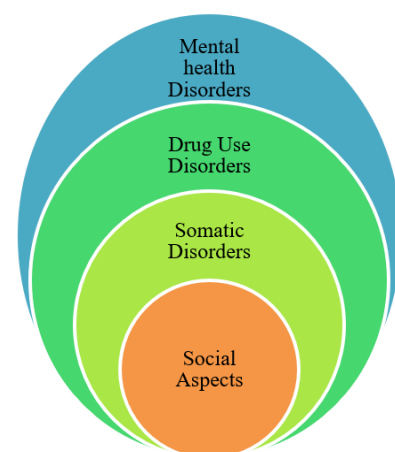 Mental
health
Disorders
Drug Use
Disorders
Somatic
Disorders
Social
Aspects